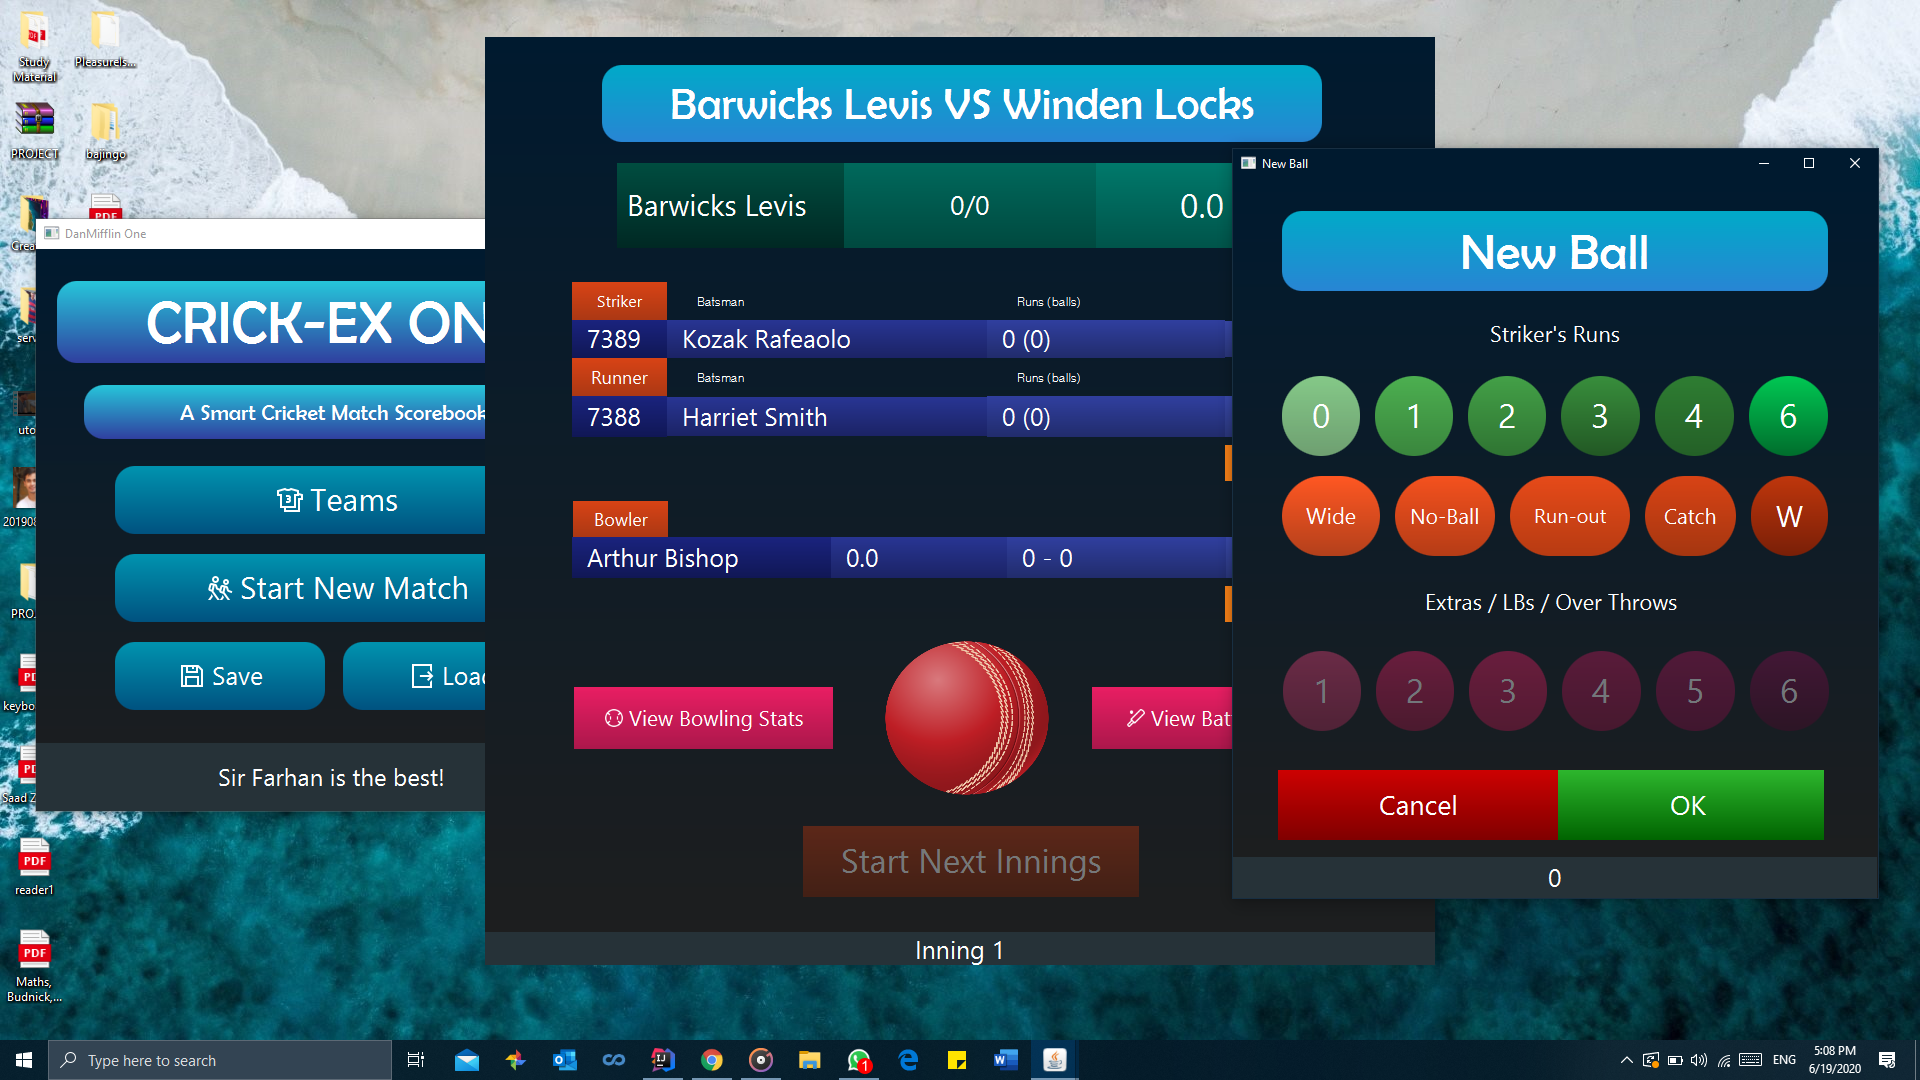 Study
Material
Pleasurels...
PROJECT
bajingo
PDF
DanMifflin One
CRICK-EX ON
A Smart Cricket Match Scorebook
Teams
Start New Match
Save
Sir Farhan is the best!
PRO.
keybo
Saad Z
PDF
reader1
PDF
Maths,
Budnick,...
Barwicks Levis VS Winden Locks
Barwicks Levis
0/0
0.0
Striker
Batsman
Runs (balls)
7389
Kozak Rafeaolo
0 (0)
Runner
Batsman
Runs (balls)
7388
Harriet Smith
0 (0)
Bowler
Arthur Bishop
0.0
0 - 0
View Bowling Stats
View Bat
Start Next Innings
Inning 1
New Ball
New Ball
Striker's Runs
0 1 2 3 4 6
Wide No-Ball Run-out Catch W
Extras / LBs / Over Throws
1 2 3 4 5 6
Cancel OK
0
Type here to search
1
ENG
5:08 PM
6/19/2020